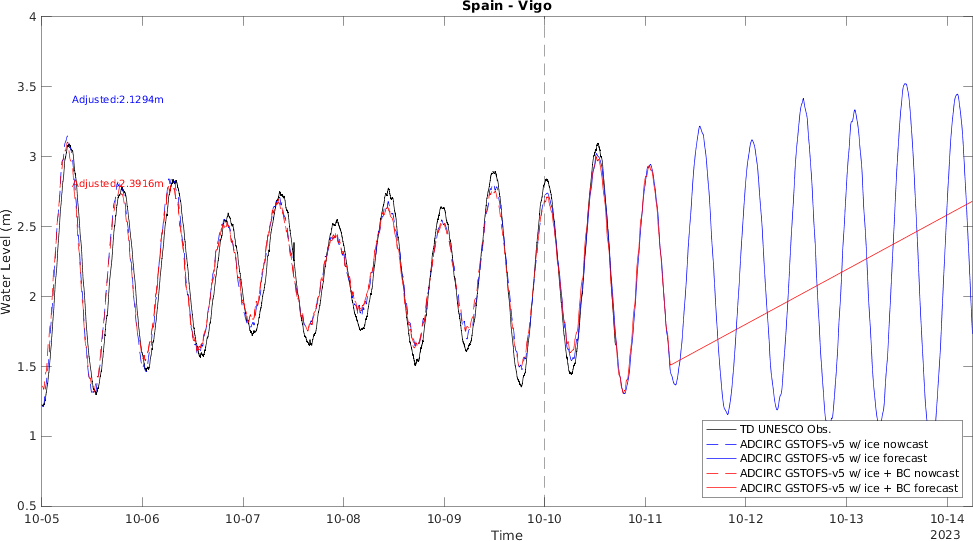 Spain - Vigo
4
3.5
3
2.5
2
1.5
1
0.5
Water Level (m)
Adjusted:2.1294m
Adjusted:2.3916m
TD UNESCO Obs.
ADCIRC GSTOFS-v5 w/ ice nowcast
ADCIRC GSTOFS-v5 w/ ice forecast
ADCIRC GSTOFS-v5 w/ ice + BC nowcast
ADCIRC GSTOFS-v5 w/ ice + BC forecast
10-05 10-06 10-07 10-08 10-09 10-10 10-11 10-12 10-13 10-14
2023
Time